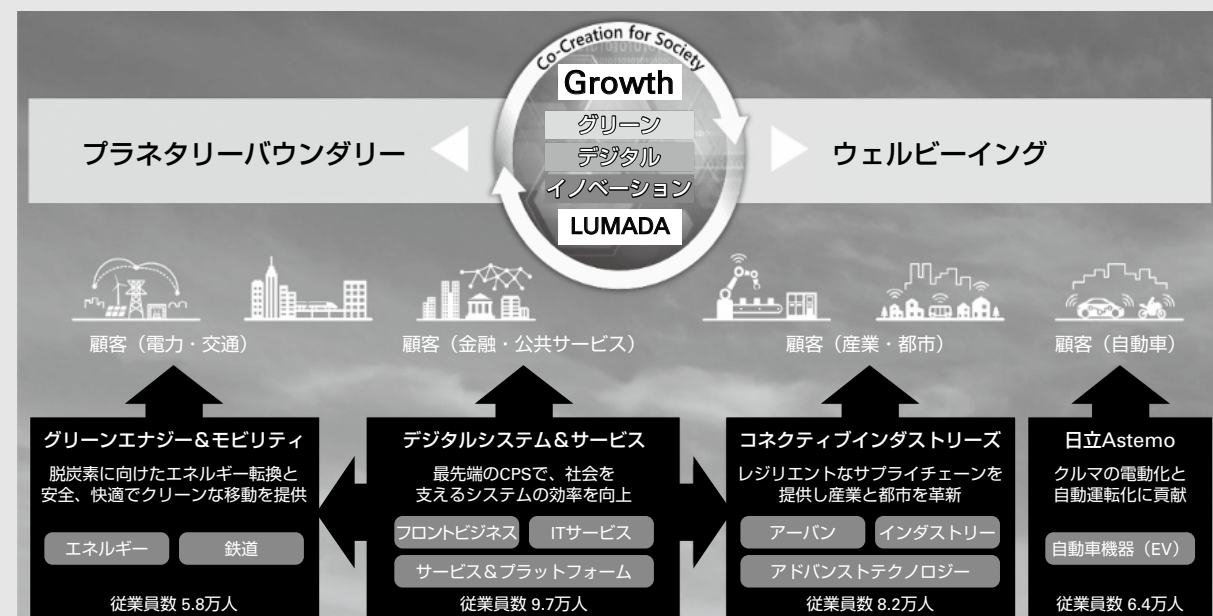 Co-Creation for Society
Growth
グリーン
デジタル
イノベーション
LUMADA
プラネタリーバウンダリー
ウェルビーイング
顧客（電力・交通）
顧客（金融・公共サービス）
顧客（産業・都市）
顧客（自動車）
グリーンエナジー＆モビリティ
脱炭素に向けたエネルギー転換と
安全、快適でクリーンな移動を提供
エネルギー
鉄道
従業員数 5.8万人
デジタルシステム＆サービス
最先端のCPSで、社会を
支えるシステムの効率を向上
フロントビジネス
ITサービス
サービス＆プラットフォーム
従業員数 9.7万人
コネクティブインダストリーズ
レジリエントなサプライチェーンを
提供し産業と都市を革新
アーバン
インダストリー
アドバンストテクノロジー
従業員数 8.2万人
日立Astemo
クルマの電動化と
自動運転化に貢献
自動車機器（EV）
従業員数 6.4万人